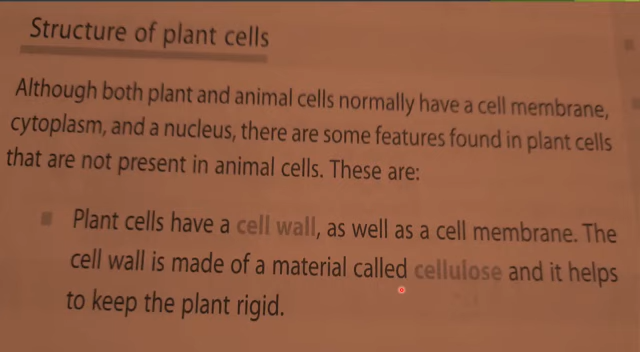 Structure of plant cells
Although both plant and animal cells normally have a cell membrane,
cytoplasm, and a nucleus, there are some features found in plant cells
that are not present in animal cells. These are:
Plant cells have a cell wall, as well as a cell membrane. The
cell wall is made of a material called cellulose and it helps
to keep the plant rigid.